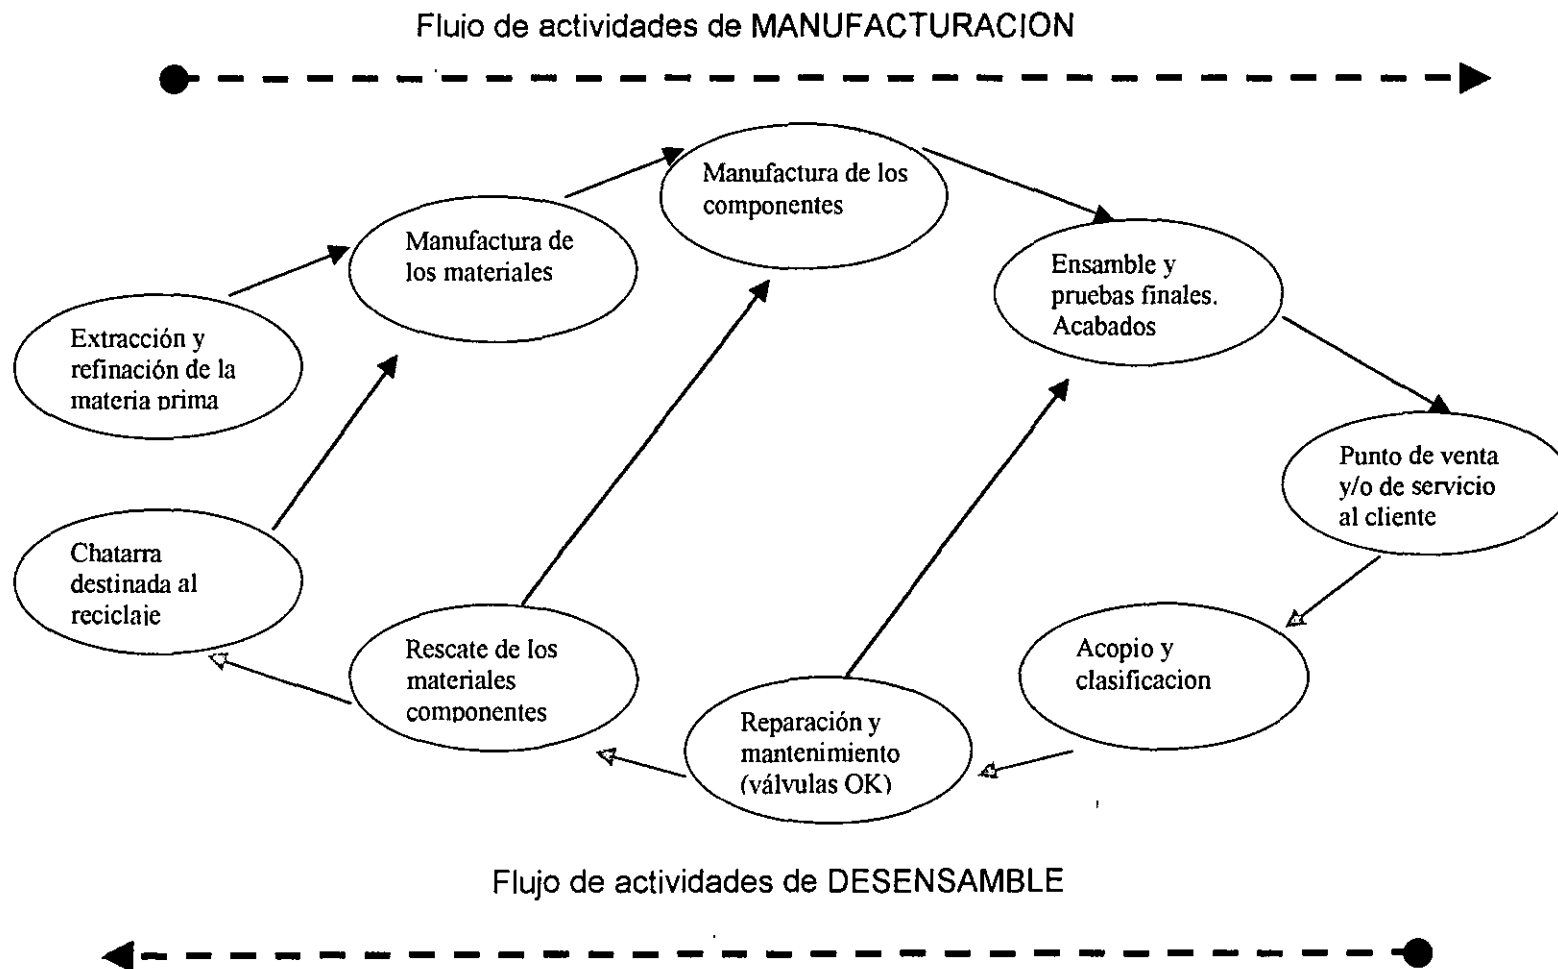 Flujo de actividades de MANUFACTURACION
Manufactura de los
componentes
Manufactura de
los materiales
Ensamble y
pruebas finales.
Acabados
Extracción y
refinación de la
materia prima
Punto de venta
y/o de servicio
al cliente
Chatarra
destinada al
reciclaje
Rescate de los
materiales
componentes
Acopio y
clasificacion
Reparación y
mantenimiento
(válvulas OK)
Flujo de actividades de DESENSAMBLE